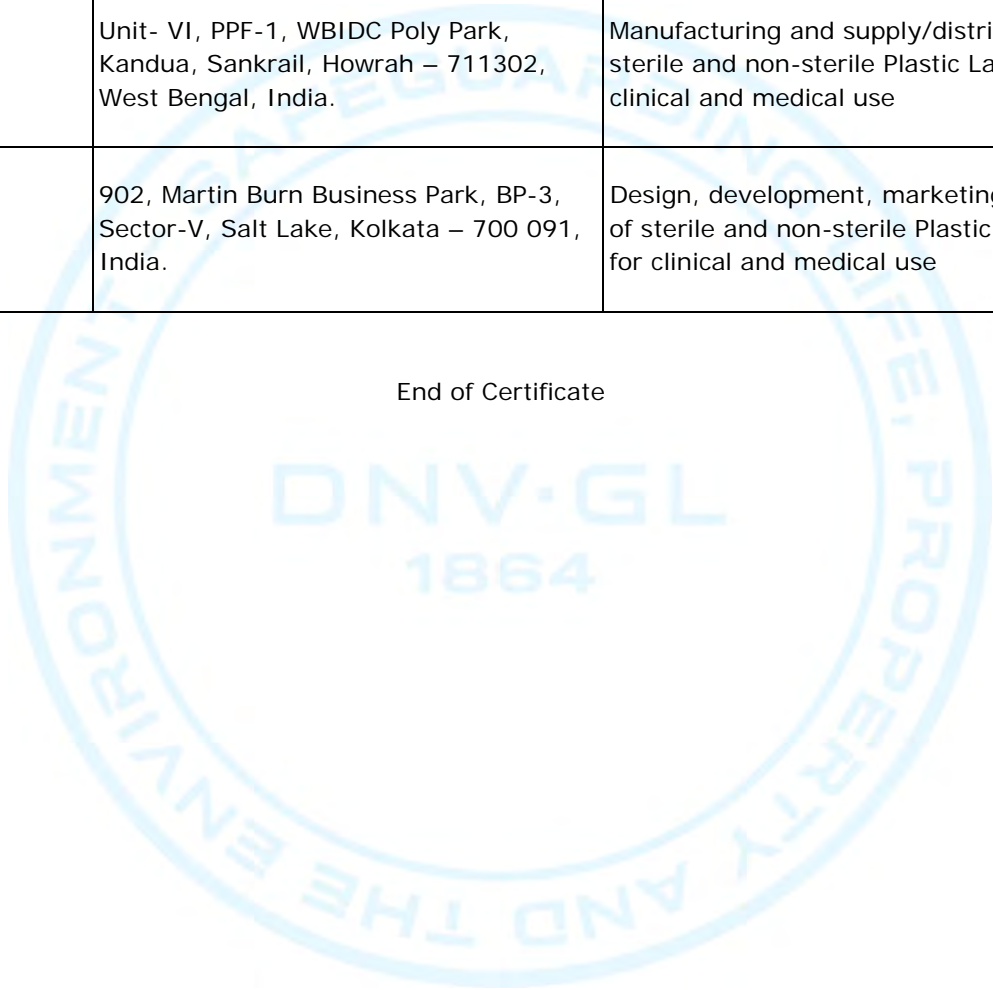 Unit- VI, PPF-1, WBIDC Poly Park,
Kandua, Sankrail, Howrah – 711302,
West Bengal, India.
Manufacturing and supply/distri
sterile and non-sterile Plastic La
clinical and medical use
902, Martin Burn Business Park, BP-3,
Sector-V, Salt Lake, Kolkata – 700 091,
India.
Design, development, marketing
of sterile and non-sterile Plastic
for clinical and medical use
End of Certificate
DNV·GL
1864
SAFEGUARDING LIFE, PROPERTY AND THE ENVIRONMENT